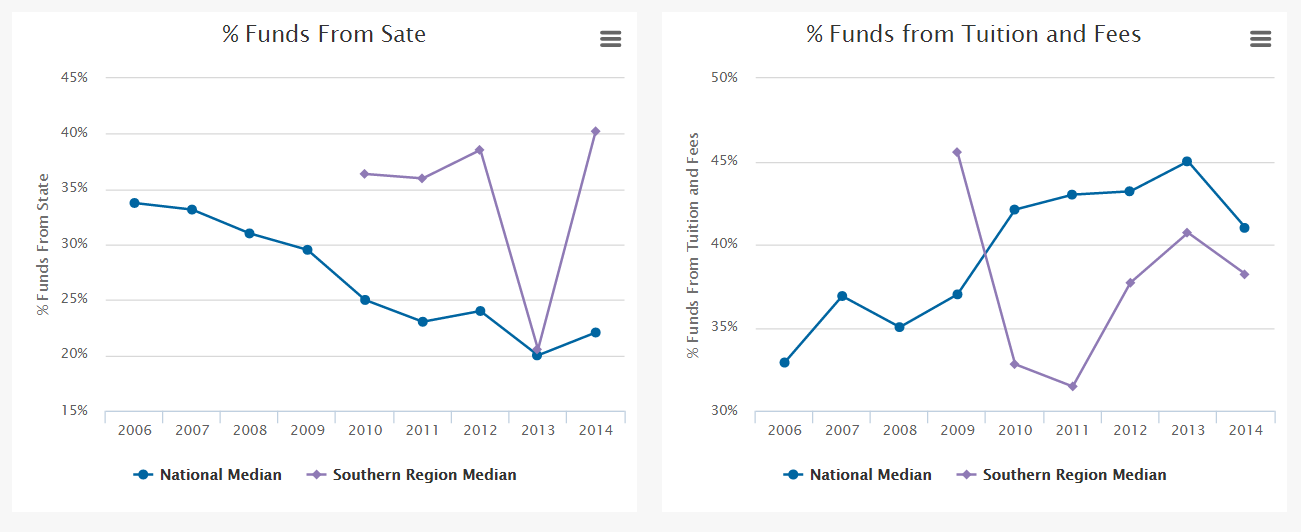 % Funds From Sate
45%
40%
35%
30%
25%
20%
15%
% Funds From State
2006 2007 2008 2009 2010 2011 2012 2013 2014
National Median Southern Region Median
% Funds from Tuition and Fees
50%
45%
40%
35%
30%
% Funds From Tuition and Fees
2006 2007 2008 2009 2010 2011 2012 2013 2014
National Median Southern Region Median